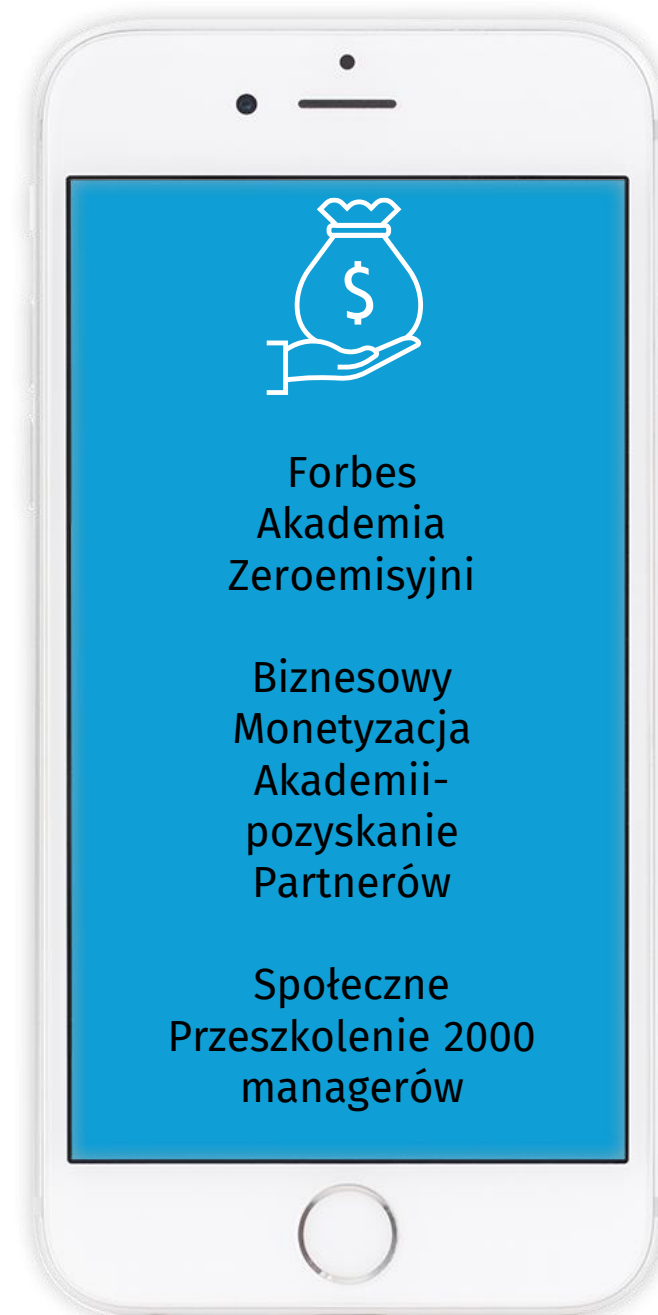 $
Forbes
Akademia
Zeroemisyjni
Biznesowy
Monetyzacja
Akademii-
pozyskanie
Partnerów
Społeczne
Przeszkolenie 2000
managerów